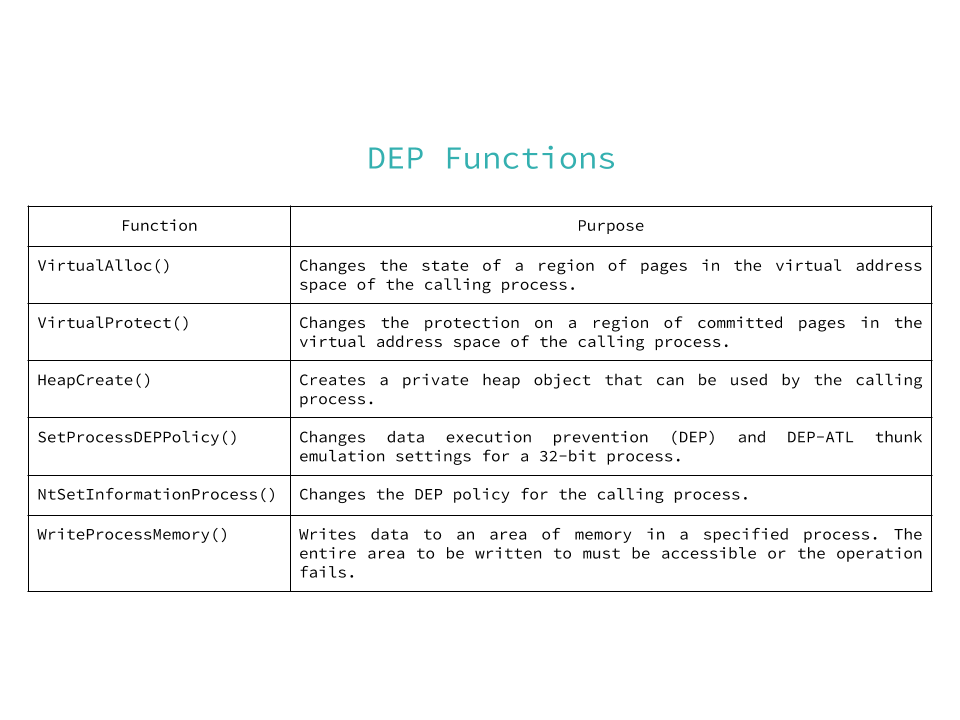 DEP Functions
Function
Purpose
VirtualAlloc()
Changes the state of a region of pages in the virtual address
space of the calling process.
VirtualProtect()
Changes the protection on a region of committed pages in the
virtual address space of the calling process.
HeapCreate()
Creates a private heap object that can be used by the calling
process.
SetProcessDEPPolicy()
Changes data execution prevention (DEP) and DEP-ATL thunk
emulation settings for a 32-bit process.
NtSetInformationProcess()
Changes the DEP policy for the calling process.
WriteProcessMemory()
Writes data to an area of memory in a specified process. The
entire area to be written to must be accessible or the operation
fails.